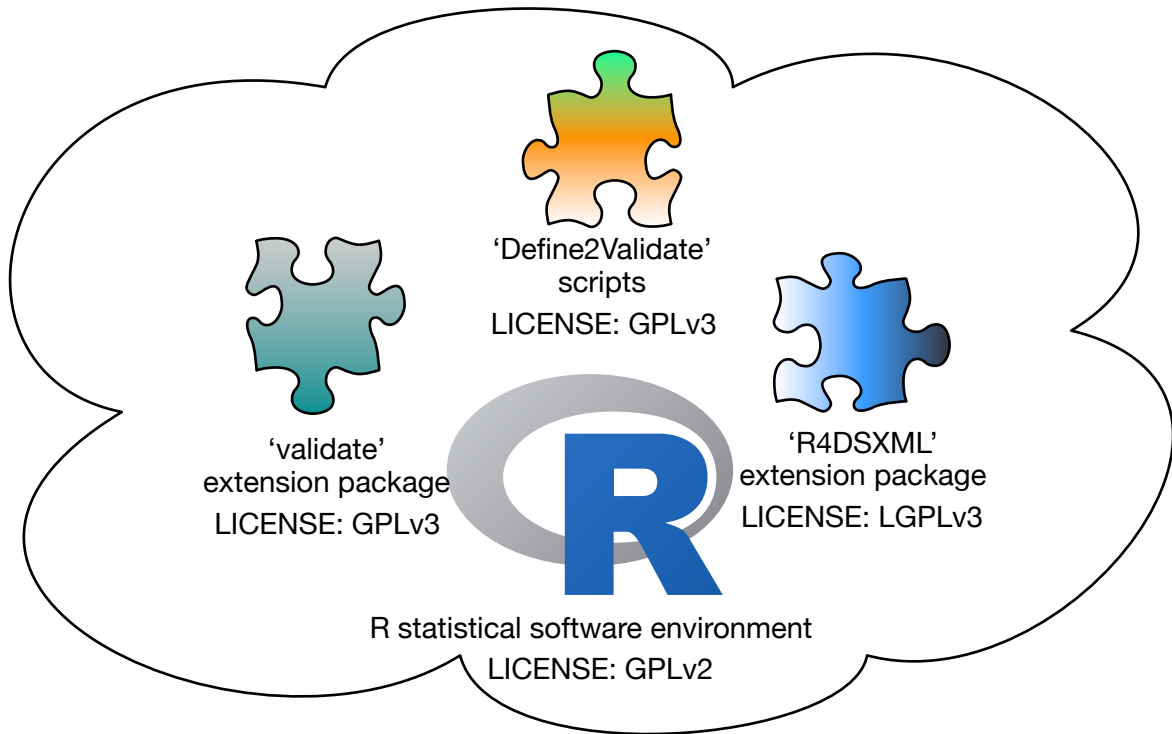 ‘Define2Validate’
scripts
LICENSE: GPLv3
‘validate’
extension package
LICENSE: GPLv3
R
‘R4DSXML’
extension package
LICENSE: LGPLv3
R statistical software environment
LICENSE: GPLv2